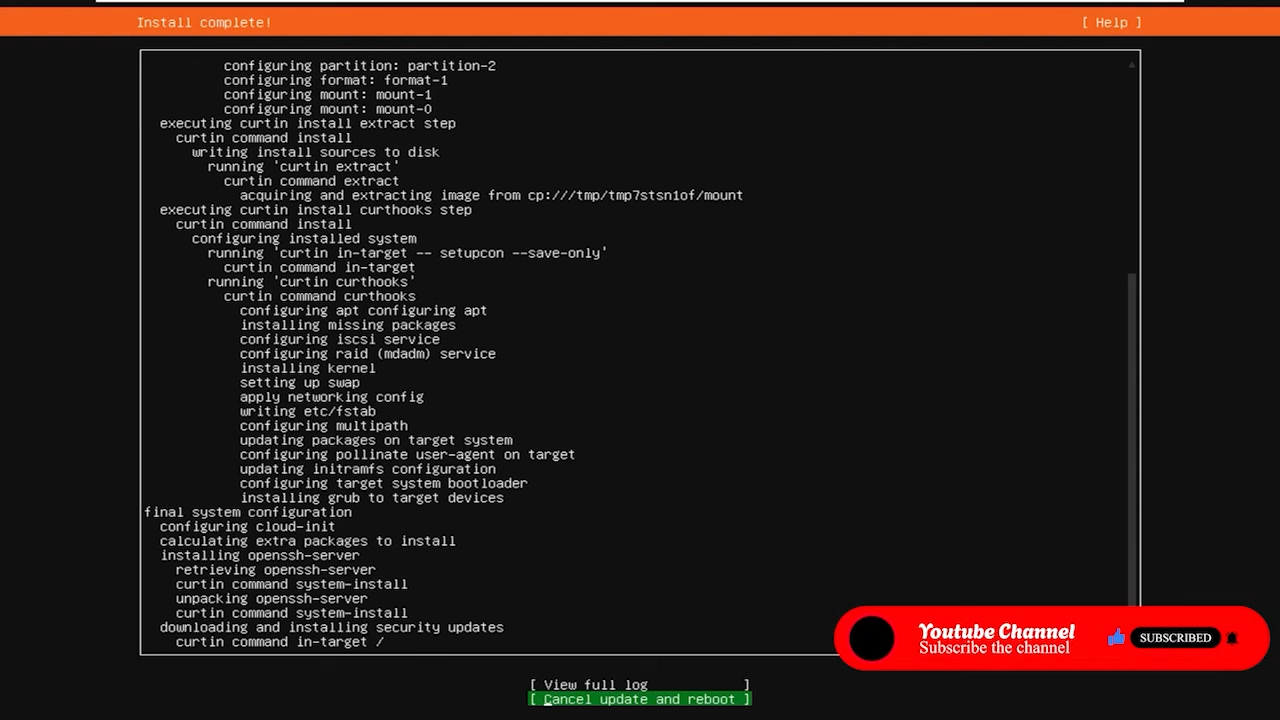 Install complete!
[ Help ]
configuring partition: partition-2
configuring format: format-1
configuring mount: mount-1
configuring mount: mount-0
executing curtin install extract step
curtin command install
writing install sources to disk
running 'curtin extract'
curtin command extract
acquiring and extracting image from cp:///tmp/tmp7stsn1of/mount
executing curtin install curthooks step
curtin command install
configuring installed system
running 'curtin in-target -- setupcon --save-only'
curtin command in-target
running 'curtin curthooks'
curtin command curthooks
configuring apt configuring apt
installing missing packages
configuring iscsi service
configuring raid (mdadm) service
installing kernel
setting up swap
apply networking config
writing etc/fstab
configuring multipath
updating packages on target system
configuring pollinate user-agent on target
updating initramfs configuration
configuring target system bootloader
installing grub to target devices
final system configuration
configuring cloud-init
calculating extra packages to install
installing openssh-server
retrieving openssh-server
curtin command system-install
unpacking openssh-server
curtin command system-install
downloading and installing security updates
curtin command in-target /
Youtube Channel
Subscribe the channel
SUBSCRIBED
[ View full log ]
[ Cancel update and reboot ]